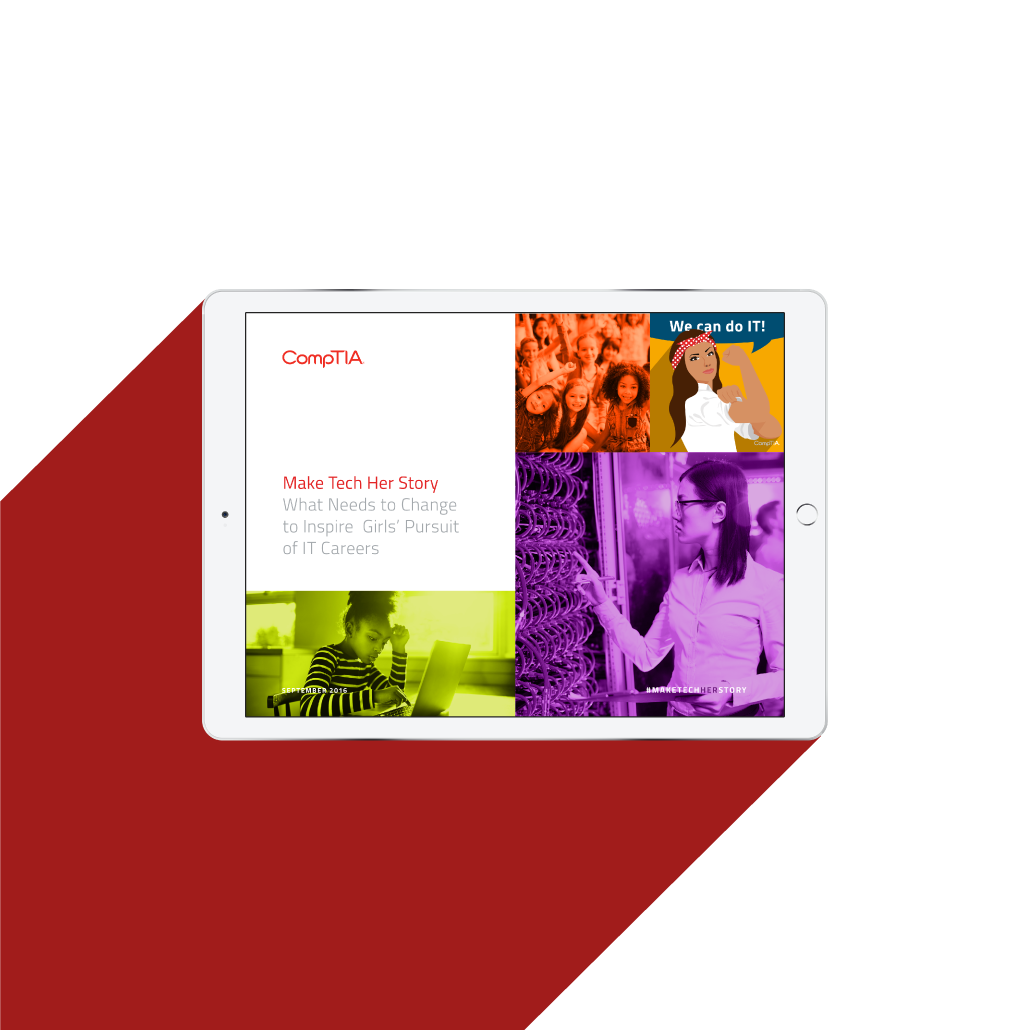 CompTIA
We can do IT!
CompTIA
Make Tech Her Story
What Needs to Change
to Inspire Girls’ Pursuit
of IT Careers
SEPTEMBER 2016
#MAKETECHHERSTORY